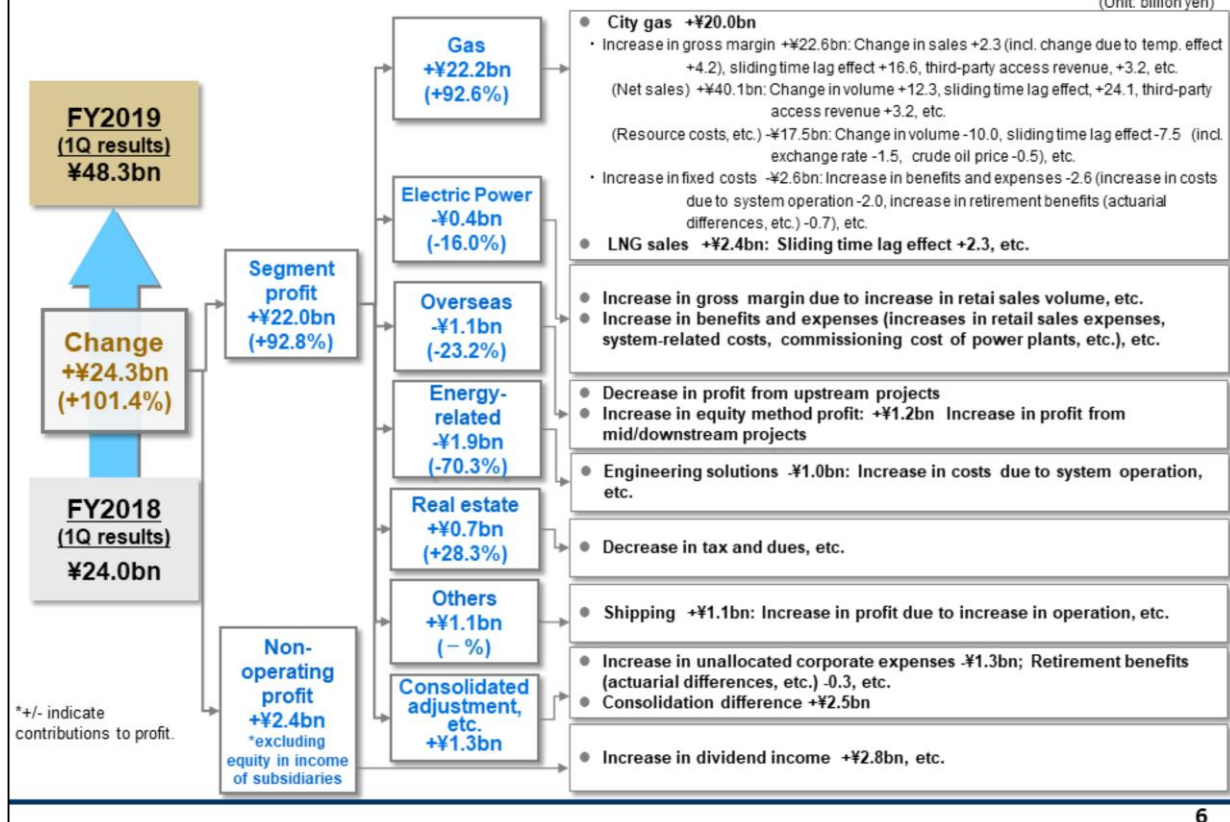 (Unit: billion yen)
FY2019
(1Q results)
¥48.3bn
Change
+¥24.3bn
(+101.4%)
FY2018
(1Q results)
¥24.0bn
*+/- indicate
contributions to profit.
Segment
profit
+¥22.0bn
(+92.8%)
Non-
operating
profit
+¥2.4bn
*excluding
equity in income
of subsidiaries
Gas
+¥22.2bn
(+92.6%)
Electric Power
-¥0.4bn
(-16.0%)
Overseas
-¥1.1bn
(-23.2%)
Energy-
related
-¥1.9bn
(-70.3%)
Real estate
+¥0.7bn
(+28.3%)
Others
+¥1.1bn
(－%)
Consolidated
adjustment,
etc.
+¥1.3bn
● City gas +¥20.0bn
・Increase in gross margin +¥22.6bn: Change in sales +2.3 (incl. change due to temp. effect
+4.2), sliding time lag effect +16.6, third-party access revenue, +3.2, etc.
(Net sales) +¥40.1bn: Change in volume +12.3, sliding time lag effect, +24.1, third-party
access revenue +3.2, etc.
(Resource costs, etc.) -¥17.5bn: Change in volume -10.0, sliding time lag effect -7.5 (incl.
exchange rate -1.5, crude oil price -0.5), etc.
・Increase in fixed costs -¥2.6bn: Increase in benefits and expenses -2.6 (increase in costs
due to system operation -2.0, increase in retirement benefits (actuarial
differences, etc.) -0.7), etc.
● LNG sales +¥2.4bn: Sliding time lag effect +2.3, etc.
● Increase in gross margin due to increase in retai sales volume, etc.
● Increase in benefits and expenses (increases in retail sales expenses,
system-related costs, commissioning cost of power plants, etc.), etc.
● Decrease in profit from upstream projects
● Increase in equity method profit: +¥1.2bn Increase in profit from
mid/downstream projects
● Engineering solutions -¥1.0bn: Increase in costs due to system operation,
etc.
● Decrease in tax and dues, etc.
● Shipping +¥1.1bn: Increase in profit due to increase in operation, etc.
● Increase in unallocated corporate expenses -¥1.3bn; Retirement benefits
(actuarial differences, etc.) -0.3, etc.
● Consolidation difference +¥2.5bn
● Increase in dividend income +¥2.8bn, etc.
6